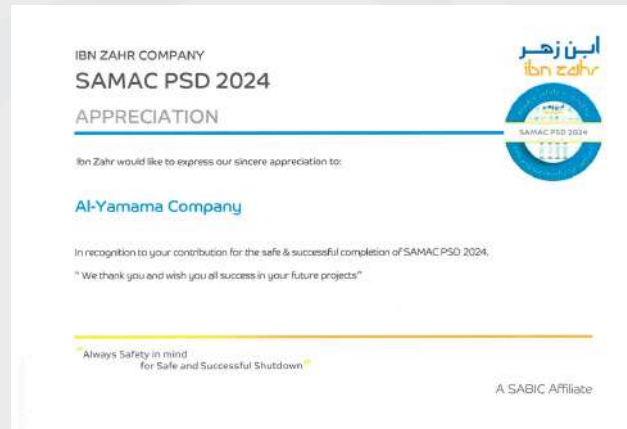 IBN ZAHR COMPANY
SAMAC PSD 2024
APPRECIATION
ابن زهر
ibn zahr
SAMAC PSD 2024
Ibn Zahr would like to express our sincere appreciation to:
Al-Yamama Company
In recognition to your contribution for the safe & successful completion of SAMAC PSD 2024.
" We thank you and wish you all success in your future projects"
"Always Safety in mind
for Safe and Successful Shutdown"
A SABIC Affiliate